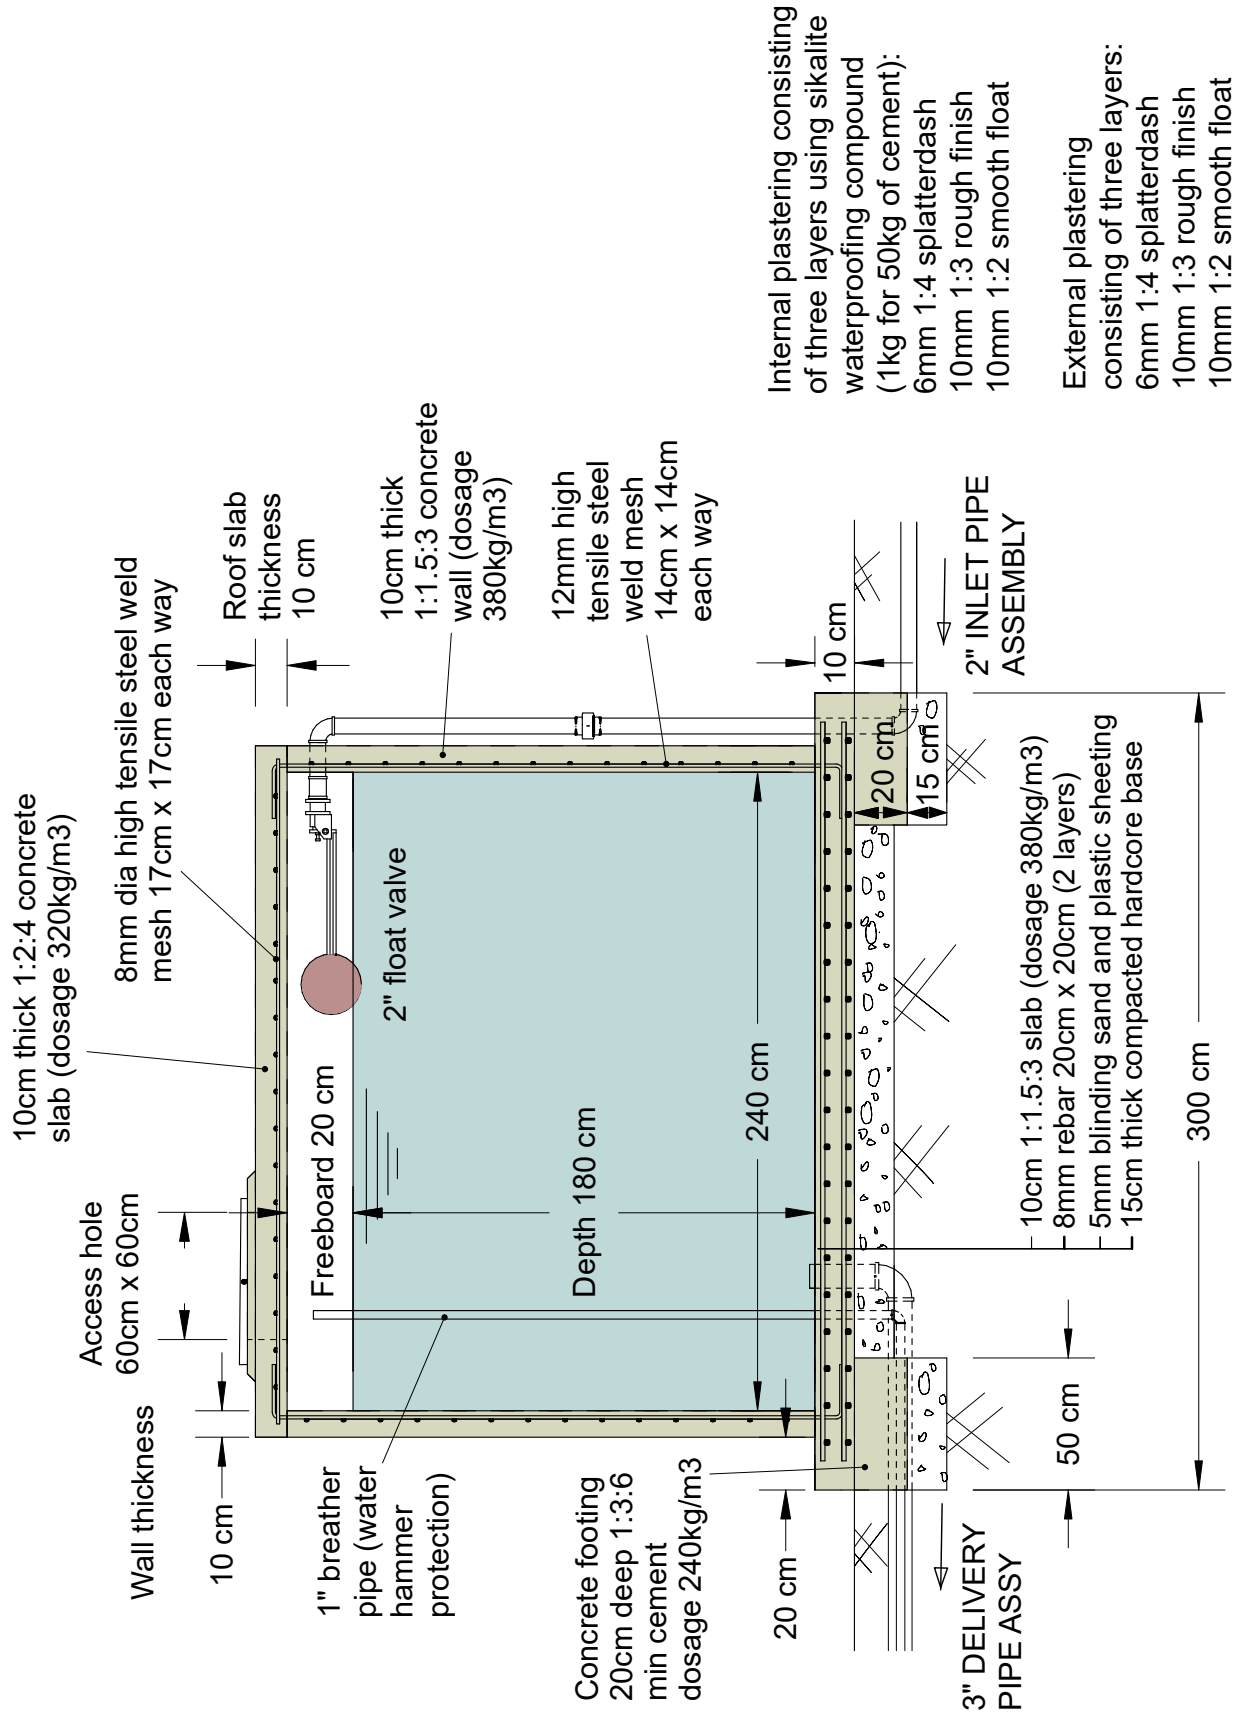 10cm thick 1:2:4 concrete
slab (dosage 320kg/m3)
8mm dia high tensile steel weld
mesh 17cm x 17cm each way
Access hole
60cm x 60cm
Wall thickness
10 cm
Roof slab
thickness
10 cm
10cm thick
1:1.5:3 concrete
wall (dosage
380kg/m3)
12mm high
tensile steel
weld mesh
14cm x 14cm
each way
Freeboard 20 cm
2" float valve
Depth 180 cm
240 cm
1" breather
pipe (water
hammer
protection)
Concrete footing
20cm deep 1:3:6
min cement
dosage 240kg/m3
20 cm
10 cm
20 cm
15 cm
3" DELIVERY
PIPE ASSY
2" INLET PIPE
ASSEMBLY
50 cm
10cm 1:1.5:3 slab (dosage 380kg/m3)
8mm rebar 20cm x 20cm (2 layers)
5mm blinding sand and plastic sheeting
15cm thick compacted hardcore base
300 cm
Internal plastering consisting
of three layers using sikalite
waterproofing compound
(1kg for 50kg of cement):
6mm 1:4 splatterdash
10mm 1:3 rough finish
10mm 1:2 smooth float
External plastering
consisting of three layers:
6mm 1:4 splatterdash
10mm 1:3 rough finish
10mm 1:2 smooth float